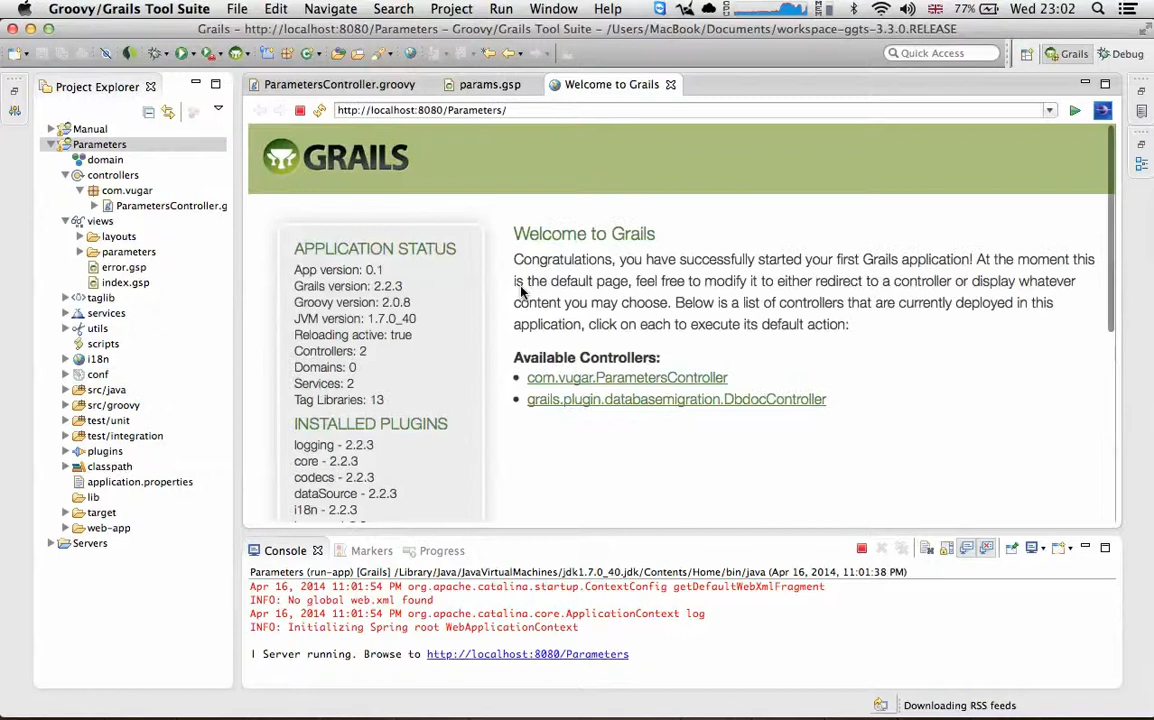 Groovy/Grails Tool Suite File Edit Navigate Search Project Run Window Help 77% Wed 23:02
Grails - http://localhost:8080/Parameters - Groovy/Grails Tool Suite - /Users/MacBook/Documents/workspace-ggts-3.3.0.RELEASE
Quick Access Grails Debug
Project Explorer
ParametersController.groovy params.gsp Welcome to Grails
http://localhost:8080/Parameters/
Manual
Parameters
domain
controllers
com.vugar
ParametersController.g
views
layouts
parameters
error.gsp
index.gsp
taglib
services
utils
scripts
i18n
conf
src/java
src/groovy
test/unit
test/integration
plugins
classpath
application.properties
lib
target
web-app
Servers
GRAILS
APPLICATION STATUS
App version: 0.1
Grails version: 2.2.3
Groovy version: 2.0.8
JVM version: 1.7.0_40
Reloading active: true
Controllers: 2
Domains: 0
Services: 2
Tag Libraries: 13
INSTALLED PLUGINS
logging - 2.2.3
core - 2.2.3
codecs - 2.2.3
dataSource - 2.2.3
i18n - 2.2.3
Welcome to Grails
Congratulations, you have successfully started your first Grails application! At the moment this
is the default page, feel free to modify it to either redirect to a controller or display whatever
content you may choose. Below is a list of controllers that are currently deployed in this
application, click on each to execute its default action:
Available Controllers:
com.vugar.ParametersController
grails.plugin.databasemigration.DbdocController
Console Markers Progress
Parameters (run-app) [Grails] /Library/Java/JavaVirtualMachines/jdk1.7.0_40.jdk/Contents/Home/bin/java (Apr 16, 2014, 11:01:38 PM)
Apr 16, 2014 11:01:54 PM org.apache.catalina.startup.ContextConfig getDefaultWebXmlFragment
INFO: No global web.xml found
Apr 16, 2014 11:01:54 PM org.apache.catalina.core.ApplicationContext log
INFO: Initializing Spring root WebApplicationContext
| Server running. Browse to http://localhost:8080/Parameters
Downloading RSS feeds